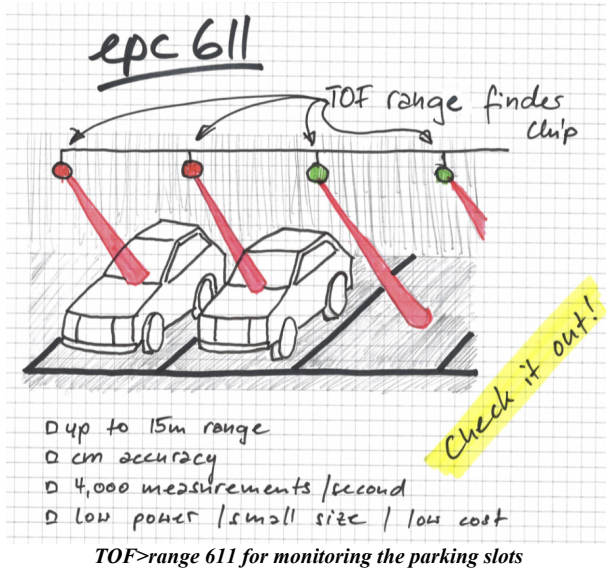 epc 611
TOF range finder
chip
check it out!
up to 15m range
cm accuracy
4,000 measurements/second
low power / small size / low cost
TOF>range 611 for monitoring the parking slots